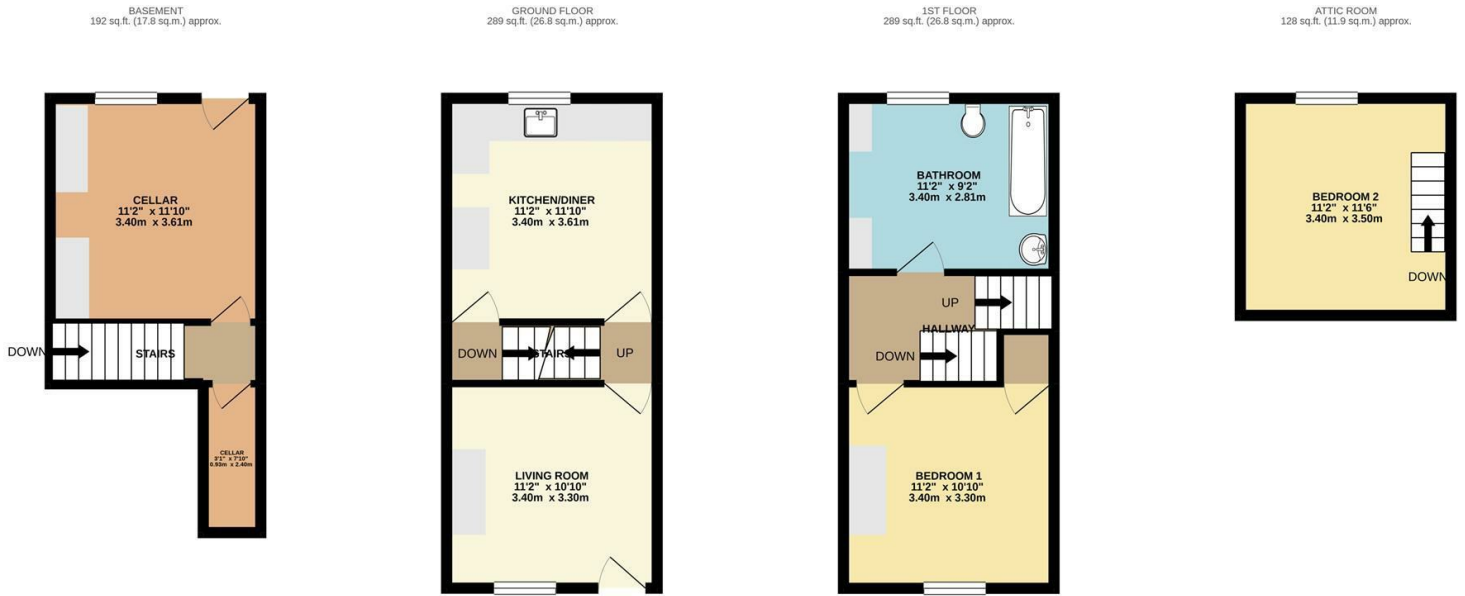 BASEMENT
192 sq.ft. (17.8 sq.m.) approx.
GROUND FLOOR
289 sq.ft. (26.8 sq.m.) approx.
1ST FLOOR
289 sq.ft. (26.8 sq.m.) approx.
ATTIC ROOM
128 sq.ft. (11.9 sq.m.) approx.
CELLAR
11'2" x 11'10"
3.40m x 3.61m
DOWN
STAIRS
CELLAR
3'1" x 7'10"
0.93m x 2.40m
KITCHEN/DINER
11'2" x 11'10"
3.40m x 3.61m
DOWN
STAIRS
UP
LIVING ROOM
11'2" x 10'10"
3.40m x 3.30m
BATHROOM
11'2" x 9'2"
3.40m x 2.81m
UP
HALLWAY
DOWN
BEDROOM 1
11'2" x 10'10"
3.40m x 3.30m
BEDROOM 2
11'2" x 11'6"
3.40m x 3.50m
DOWN